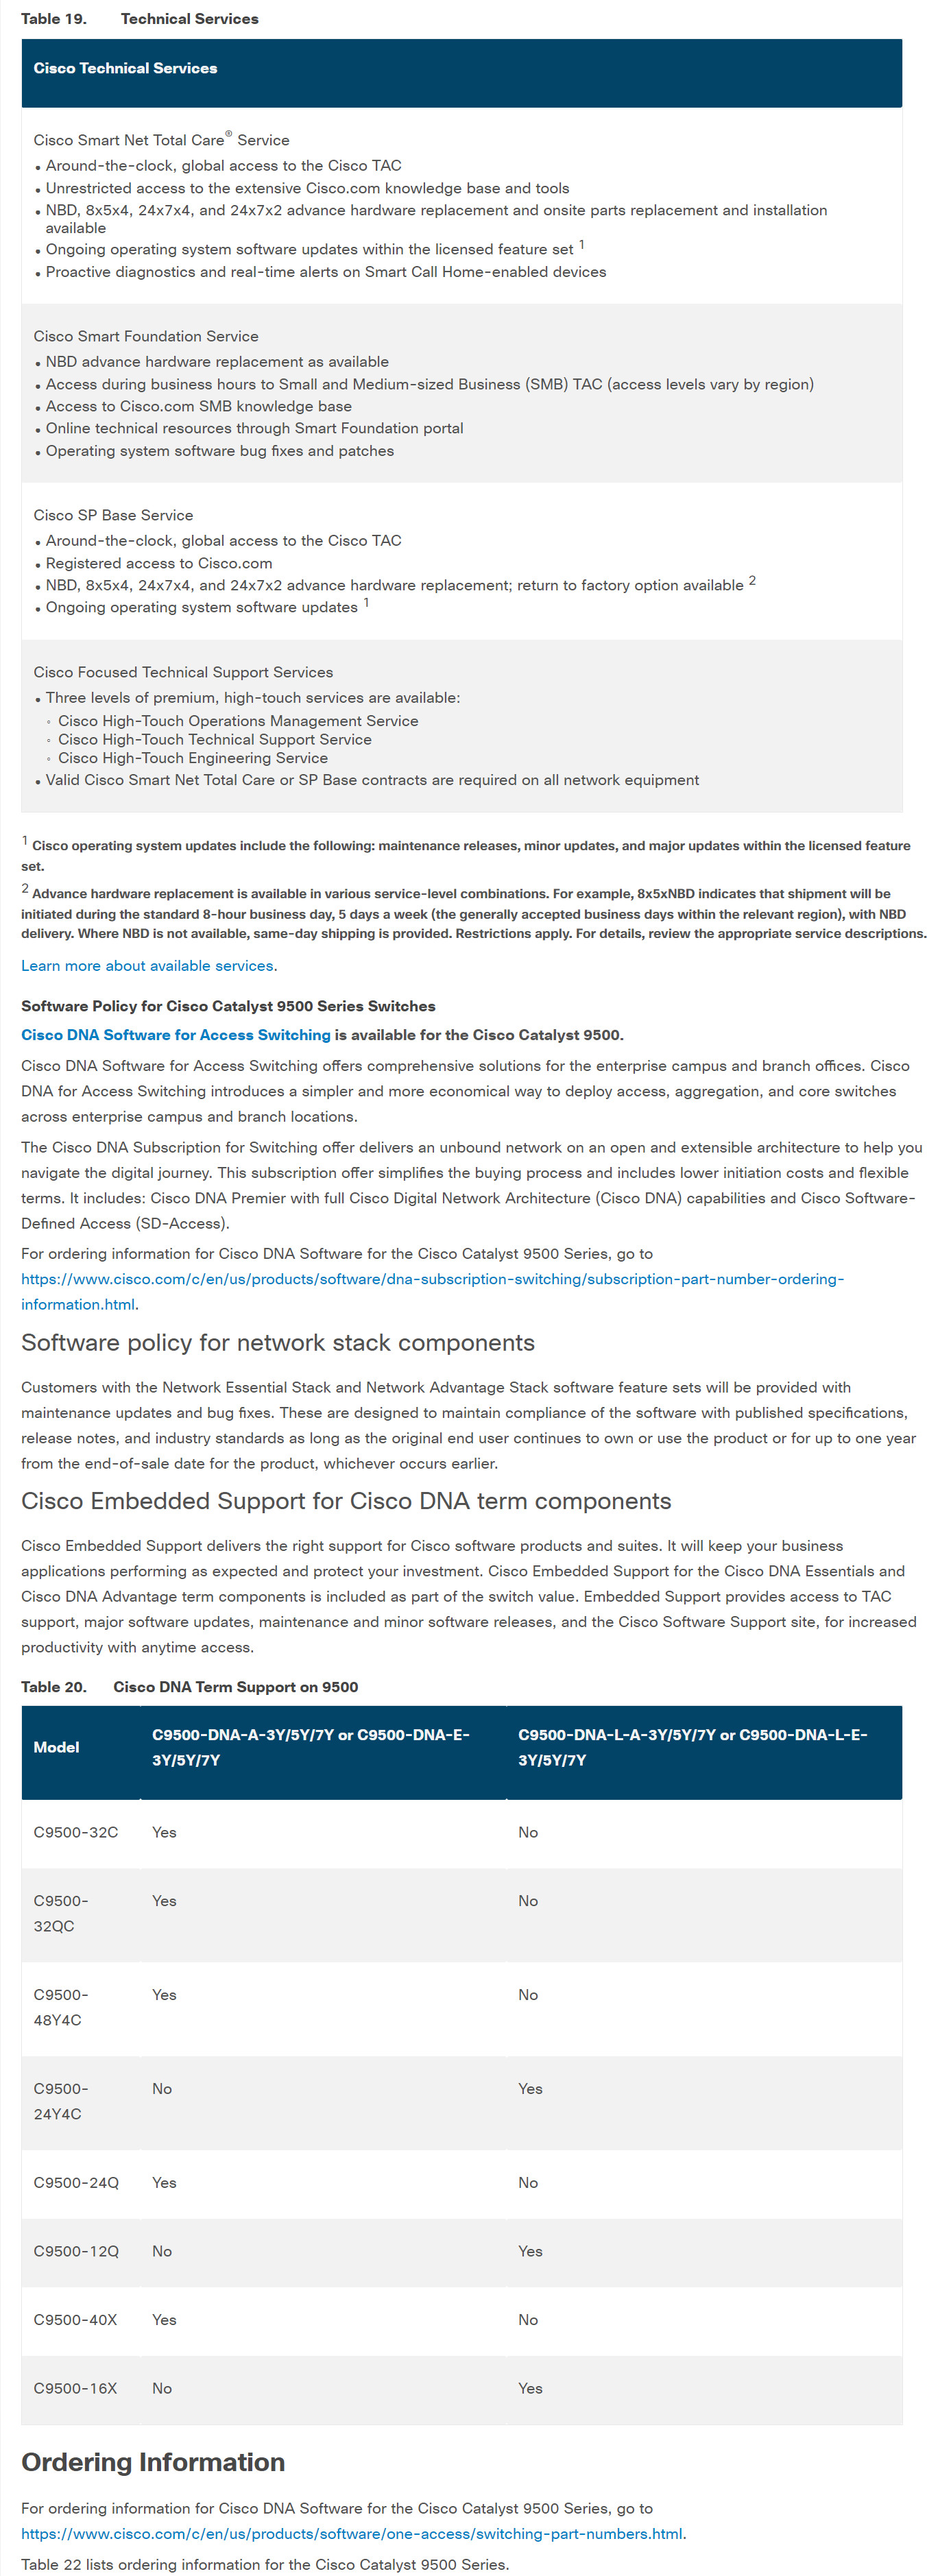 Table 19. Technical Services
Cisco Technical Services
Cisco Smart Net Total Care® Service
• Around-the-clock, global access to the Cisco TAC
• Unrestricted access to the extensive Cisco.com knowledge base and tools
• NBD, 8x5x4, 24x7x4, and 24x7x2 advance hardware replacement and onsite parts replacement and installation
available
• Ongoing operating system software updates within the licensed feature set 1
• Proactive diagnostics and real-time alerts on Smart Call Home-enabled devices
Cisco Smart Foundation Service
• NBD advance hardware replacement as available
• Access during business hours to Small and Medium-sized Business (SMB) TAC (access levels vary by region)
• Access to Cisco.com SMB knowledge base
• Online technical resources through Smart Foundation portal
• Operating system software bug fixes and patches
Cisco SP Base Service
• Around-the-clock, global access to the Cisco TAC
• Registered access to Cisco.com
• NBD, 8x5x4, 24x7x4, and 24x7x2 advance hardware replacement; return to factory option available 2
• Ongoing operating system software updates 1
Cisco Focused Technical Support Services
• Three levels of premium, high-touch services are available:
◦ Cisco High-Touch Operations Management Service
◦ Cisco High-Touch Technical Support Service
◦ Cisco High-Touch Engineering Service
• Valid Cisco Smart Net Total Care or SP Base contracts are required on all network equipment
1 Cisco operating system updates include the following: maintenance releases, minor updates, and major updates within the licensed feature
set.
2 Advance hardware replacement is available in various service-level combinations. For example, 8x5xNBD indicates that shipment will be
initiated during the standard 8-hour business day, 5 days a week (the generally accepted business days within the relevant region), with NBD
delivery. Where NBD is not available, same-day shipping is provided. Restrictions apply. For details, review the appropriate service descriptions.
Learn more about available services.
Software Policy for Cisco Catalyst 9500 Series Switches
Cisco DNA Software for Access Switching is available for the Cisco Catalyst 9500.
Cisco DNA Software for Access Switching offers comprehensive solutions for the enterprise campus and branch offices. Cisco
DNA for Access Switching introduces a simpler and more economical way to deploy access, aggregation, and core switches
across enterprise campus and branch locations.
The Cisco DNA Subscription for Switching offer delivers an unbound network on an open and extensible architecture to help you
navigate the digital journey. This subscription offer simplifies the buying process and includes lower initiation costs and flexible
terms. It includes: Cisco DNA Premier with full Cisco Digital Network Architecture (Cisco DNA) capabilities and Cisco Software-
Defined Access (SD-Access).
For ordering information for Cisco DNA Software for the Cisco Catalyst 9500 Series, go to
https://www.cisco.com/c/en/us/products/software/dna-subscription-switching/subscription-part-number-ordering-
information.html.
Software policy for network stack components
Customers with the Network Essential Stack and Network Advantage Stack software feature sets will be provided with
maintenance updates and bug fixes. These are designed to maintain compliance of the software with published specifications,
release notes, and industry standards as long as the original end user continues to own or use the product or for up to one year
from the end-of-sale date for the product, whichever occurs earlier.
Cisco Embedded Support for Cisco DNA term components
Cisco Embedded Support delivers the right support for Cisco software products and suites. It will keep your business
applications performing as expected and protect your investment. Cisco Embedded Support for the Cisco DNA Essentials and
Cisco DNA Advantage term components is included as part of the switch value. Embedded Support provides access to TAC
support, major software updates, maintenance and minor software releases, and the Cisco Software Support site, for increased
productivity with anytime access.
Table 20. Cisco DNA Term Support on 9500
Model C9500-DNA-A-3Y/5Y/7Y or C9500-DNA-E- C9500-DNA-L-A-3Y/5Y/7Y or C9500-DNA-L-E-
3Y/5Y/7Y 3Y/5Y/7Y
C9500-32C Yes No
C9500- Yes No
32QC
C9500- Yes No
48Y4C
C9500- No Yes
24Y4C
C9500-24Q Yes No
C9500-12Q No Yes
C9500-40X Yes No
C9500-16X No Yes
Ordering Information
For ordering information for Cisco DNA Software for the Cisco Catalyst 9500 Series, go to
https://www.cisco.com/c/en/us/products/software/one-access/switching-part-numbers.html.
Table 22 lists ordering information for the Cisco Catalyst 9500 Series.